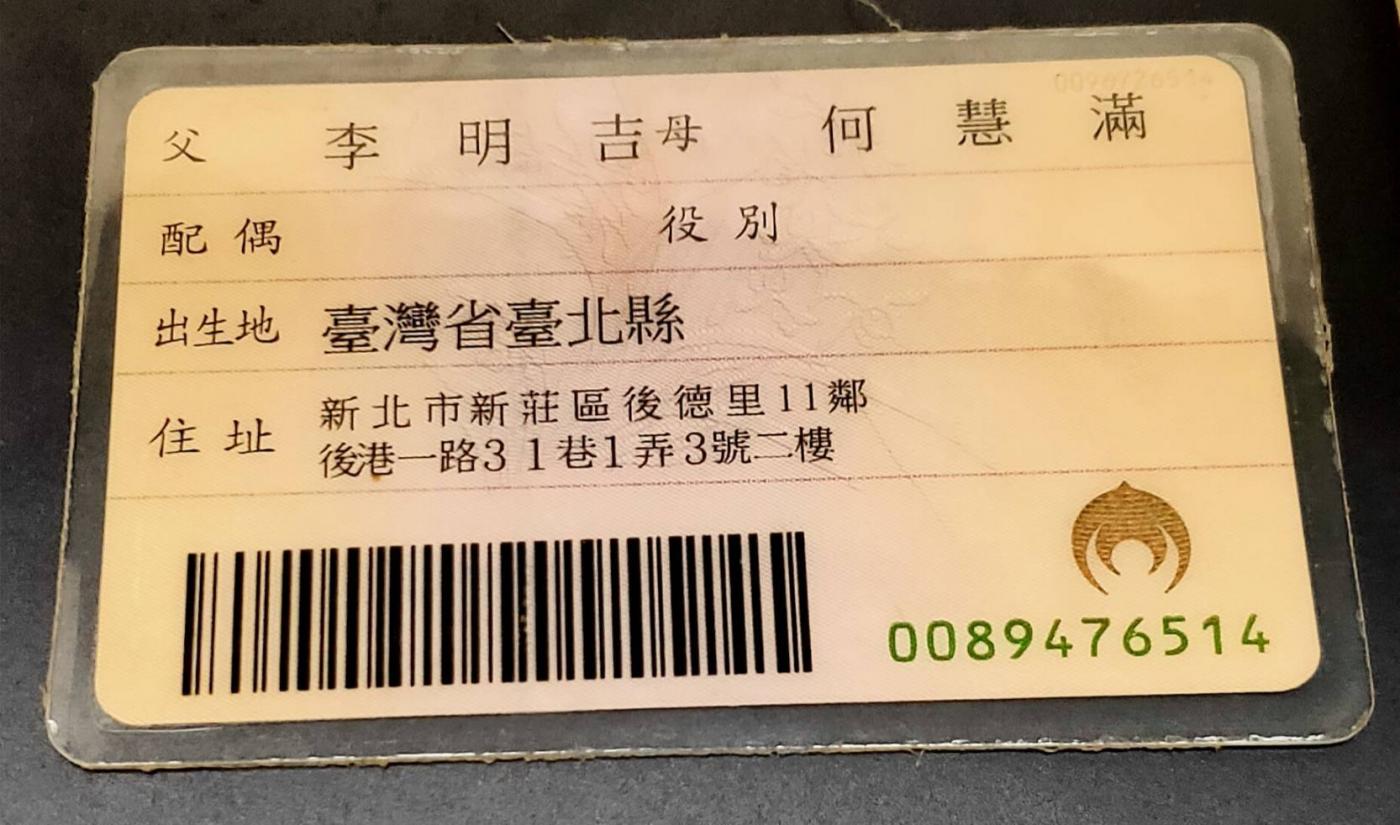 父 李明吉 母 何慧滿
配偶 役別
出生地 臺灣省臺北縣
住址 新北市新莊區後德里11鄰
後港一路31巷1弄3號二樓
0089476514